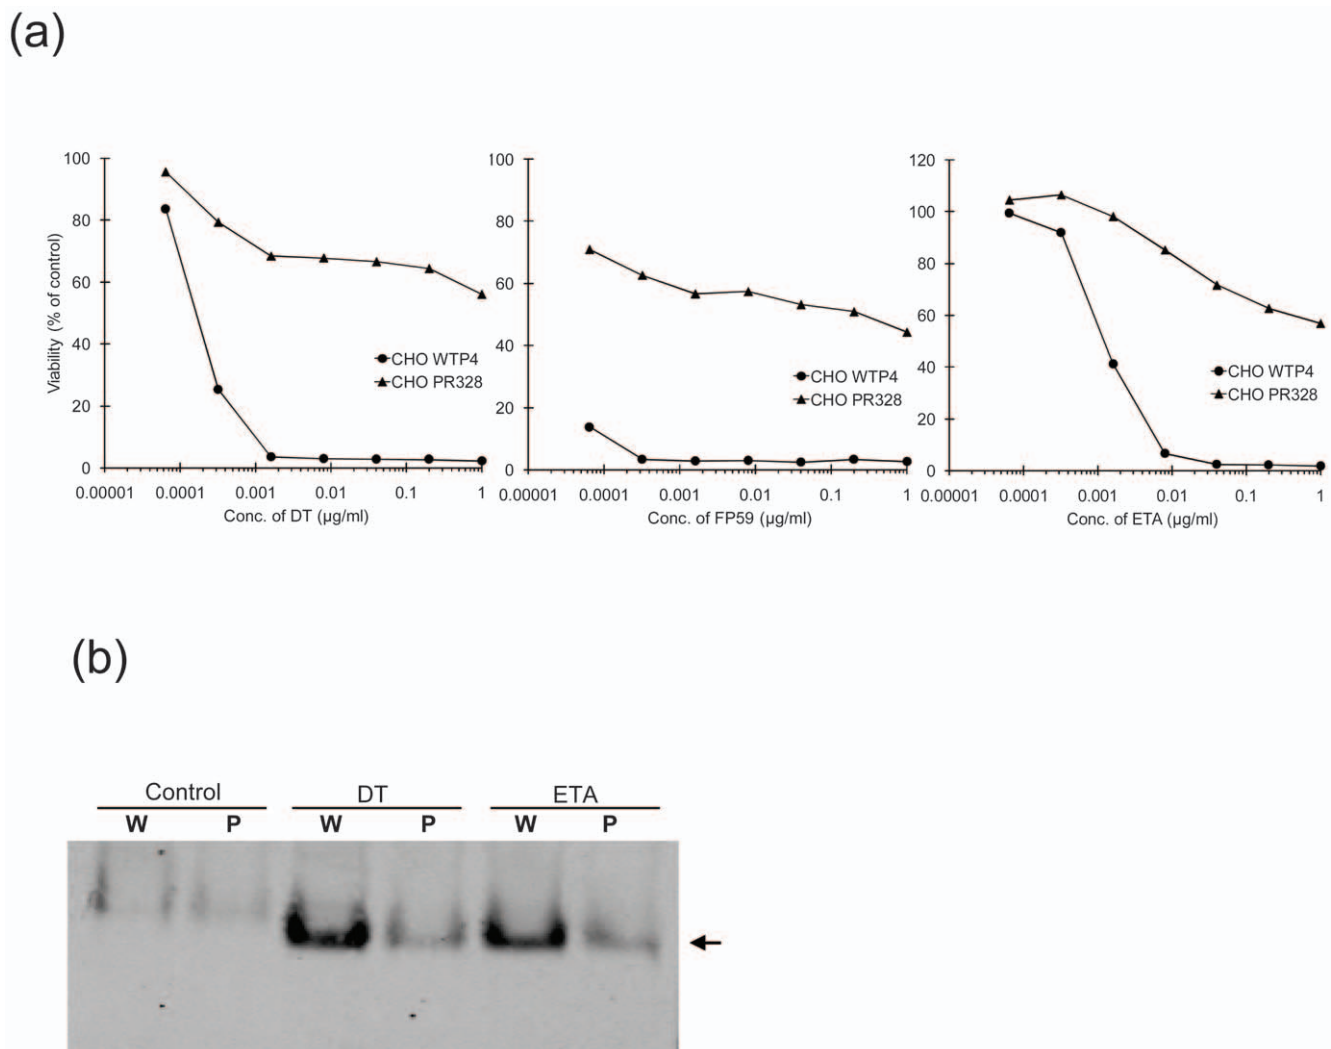 (a)
100
80
60
40
20
0
Viability (% of control)
CHO WTP4
CHO PR328
0.00001 0.0001 0.001 0.01 0.1 1
Conc. of DT (µg/ml)
100
80
60
40
20
0
CHO WTP4
CHO PR328
0.00001 0.0001 0.001 0.01 0.1 1
Conc. of FP59 (µg/ml)
120
100
80
60
40
20
0
CHO WTP4
CHO PR328
0.00001 0.0001 0.001 0.01 0.1 1
Conc. of ETA (µg/ml)
(b)
Control DT ETA
W P W P W P